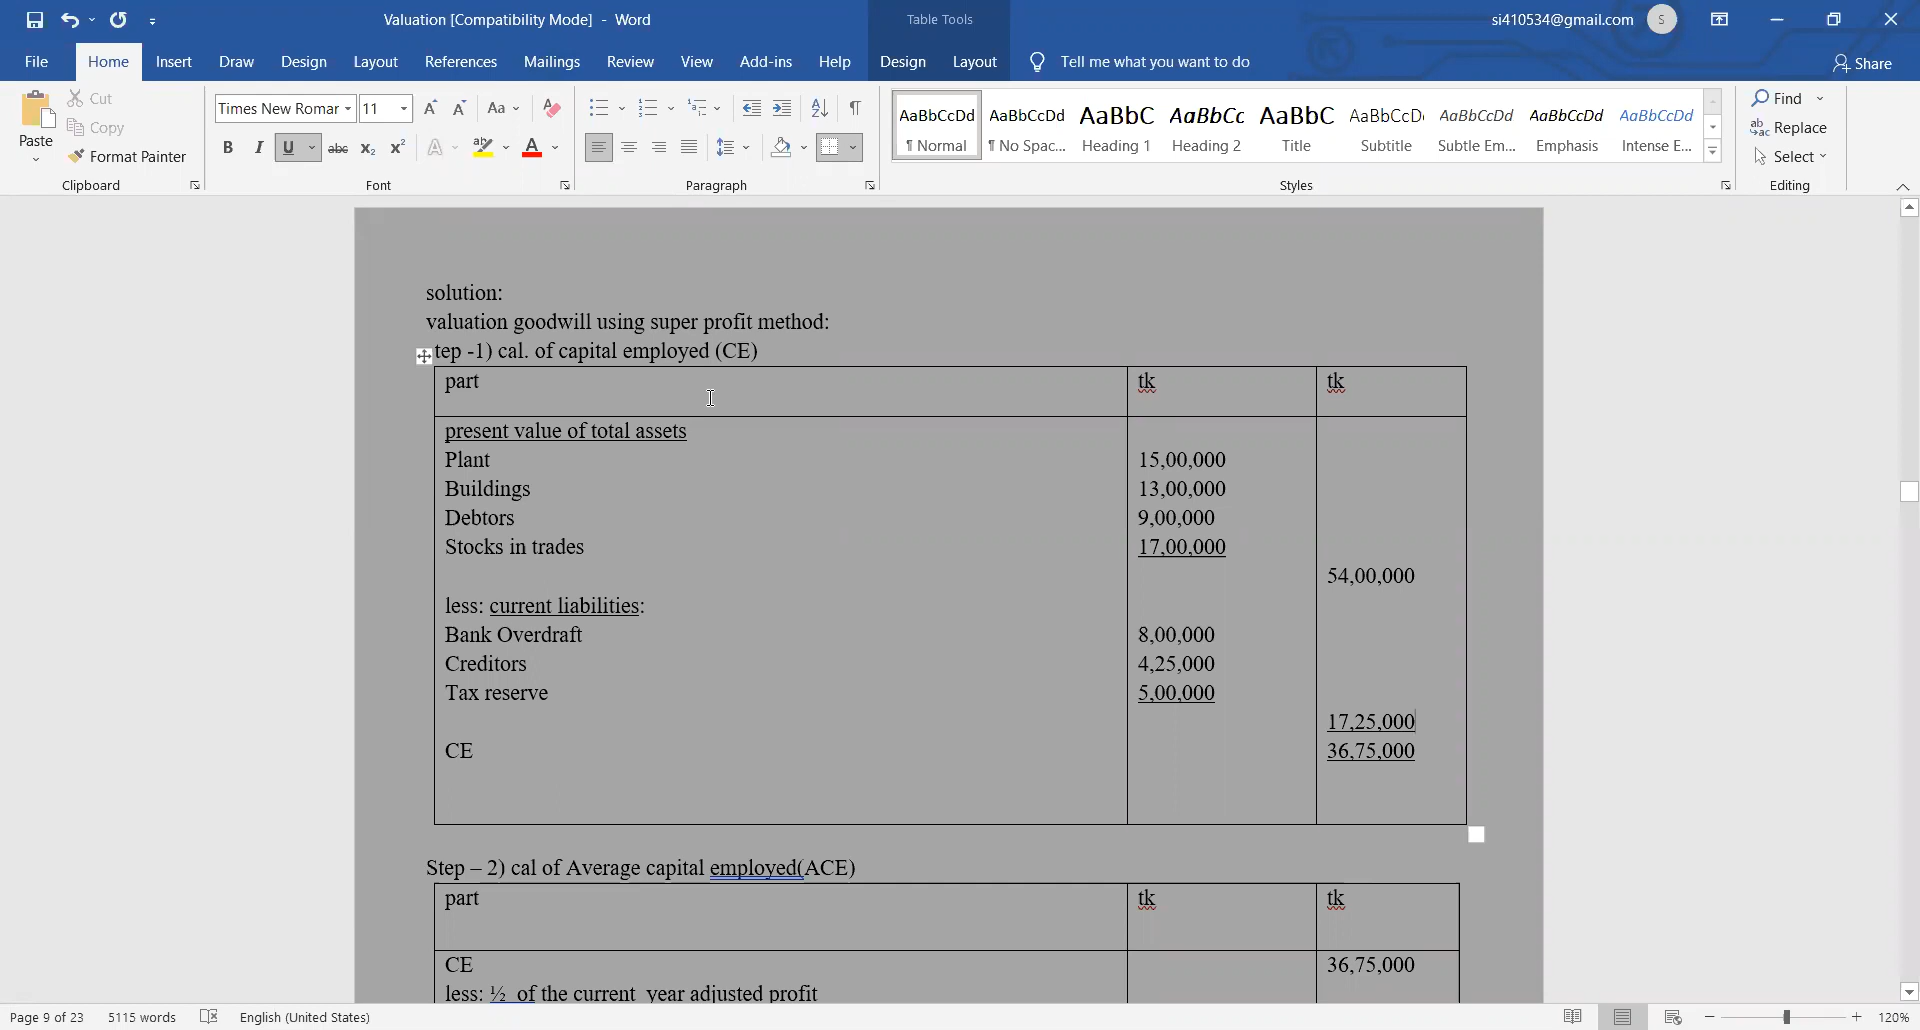 Valuation [Compatibility Mode] - Word
Table Tools
si410534@gmail.com
S
File Home Insert Draw Design Layout References Mailings Review View Add-ins Help Design Layout Tell me what you want to do Share
Paste
Cut
Copy
Format Painter
Clipboard
Times New Romar 11
Font
Paragraph
AaBbCcDd AaBbCcDd AaBbC AaBbCc AaBbC AaBbCcD AaBbCcDd AaBbCcDd AaBbCcDd
¶ Normal ¶ No Spac... Heading 1 Heading 2 Title Subtitle Subtle Em... Emphasis Intense E...
Styles
Find
Replace
Select
Editing
solution:
valuation goodwill using super profit method:
tep -1) cal. of capital employed (CE)
part tk tk
present value of total assets
Plant 15,00,000
Buildings 13,00,000
Debtors 9,00,000
Stocks in trades 17,00,000
54,00,000
less: current liabilities:
Bank Overdraft 8,00,000
Creditors 4,25,000
Tax reserve 5,00,000
17,25,000
CE 36,75,000
Step – 2) cal of Average capital employed(ACE)
part tk tk
CE 36,75,000
less: ½ of the current year adjusted profit
Page 9 of 23 5115 words English (United States) 120%